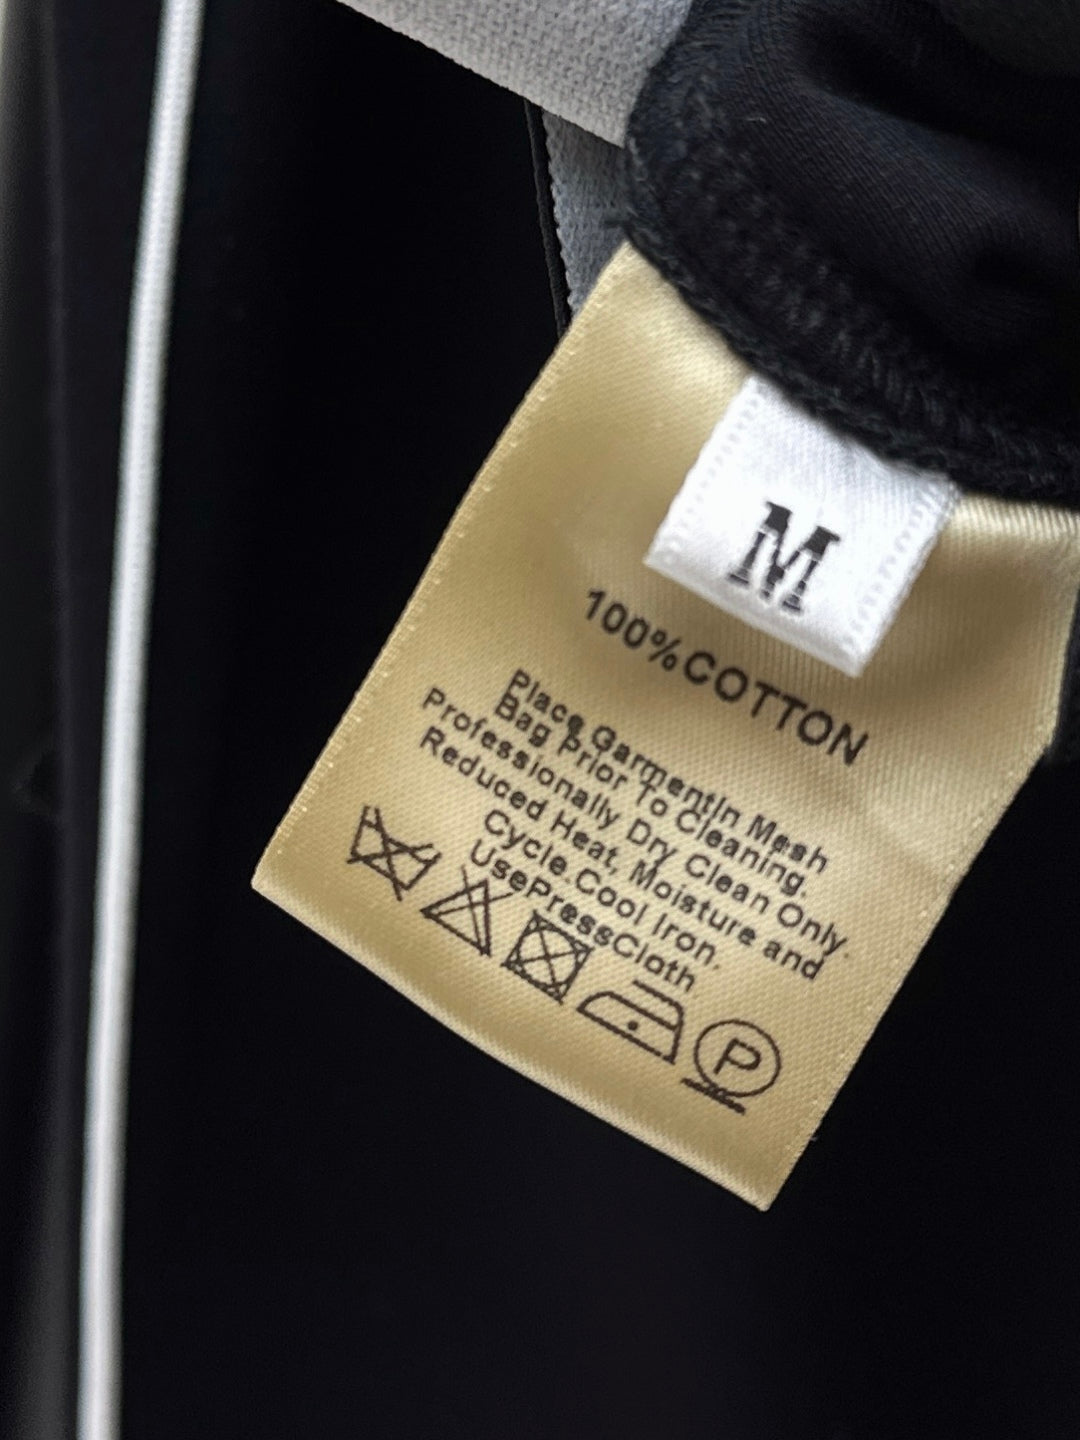 M
100%COTTON
Place GarmentIn Mesh
Bag Prior To Cleaning.
Professionally Dry Clean Only.
Reduced Heat, Moisture and
Cycle.Cool Iron.
UsePressCloth
P